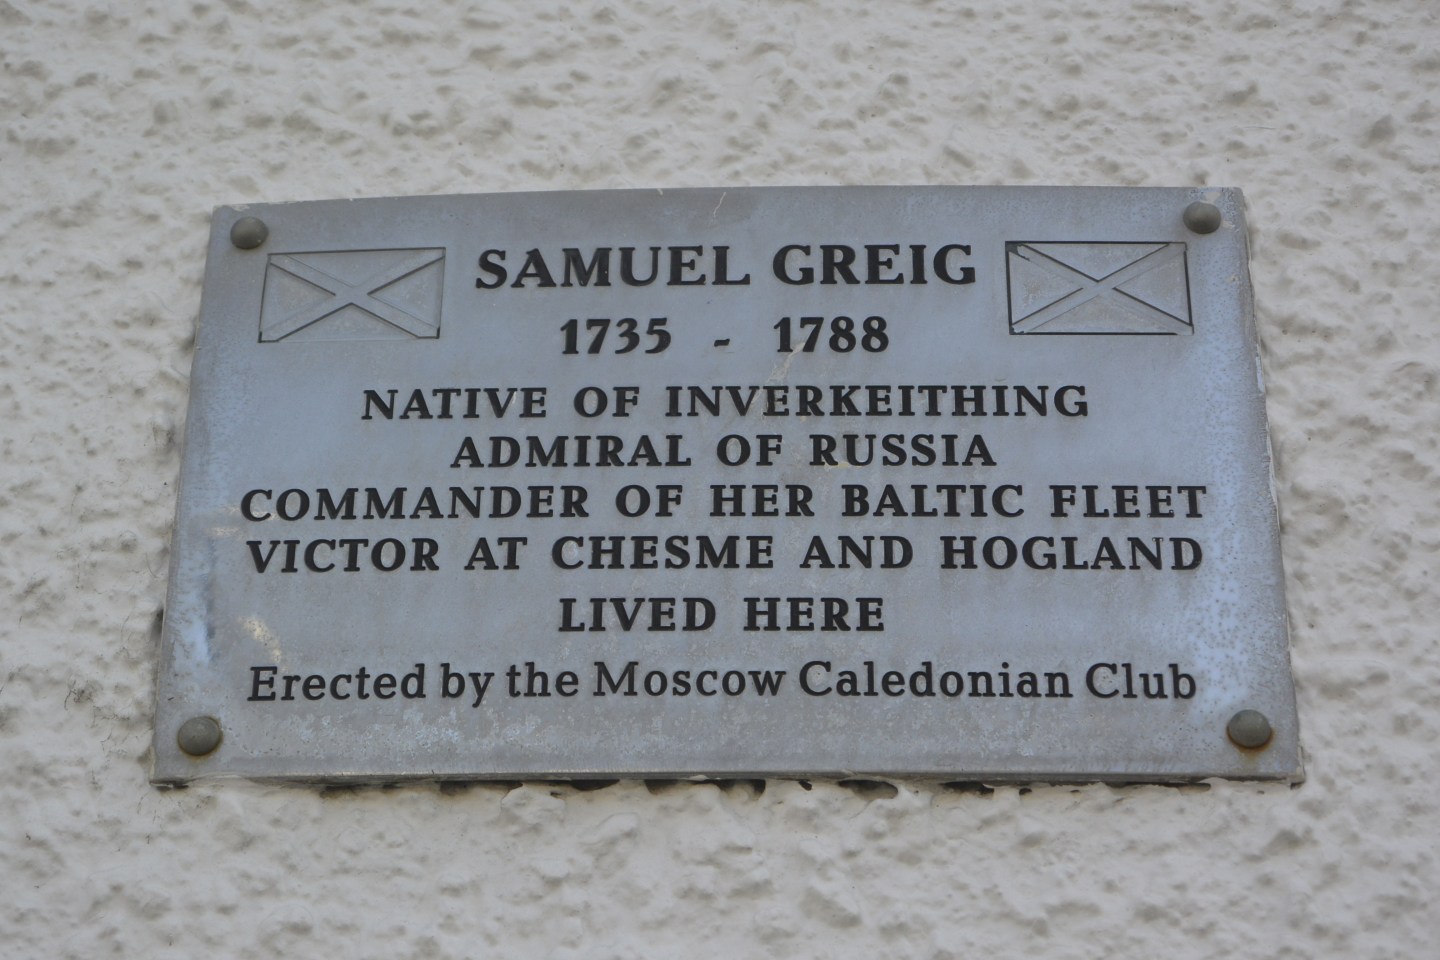 SAMUEL GREIG
1735 - 1788
NATIVE OF INVERKEITHING
ADMIRAL OF RUSSIA
COMMANDER OF HER BALTIC FLEET
VICTOR AT CHESME AND HOGLAND
LIVED HERE
Erected by the Moscow Caledonian Club